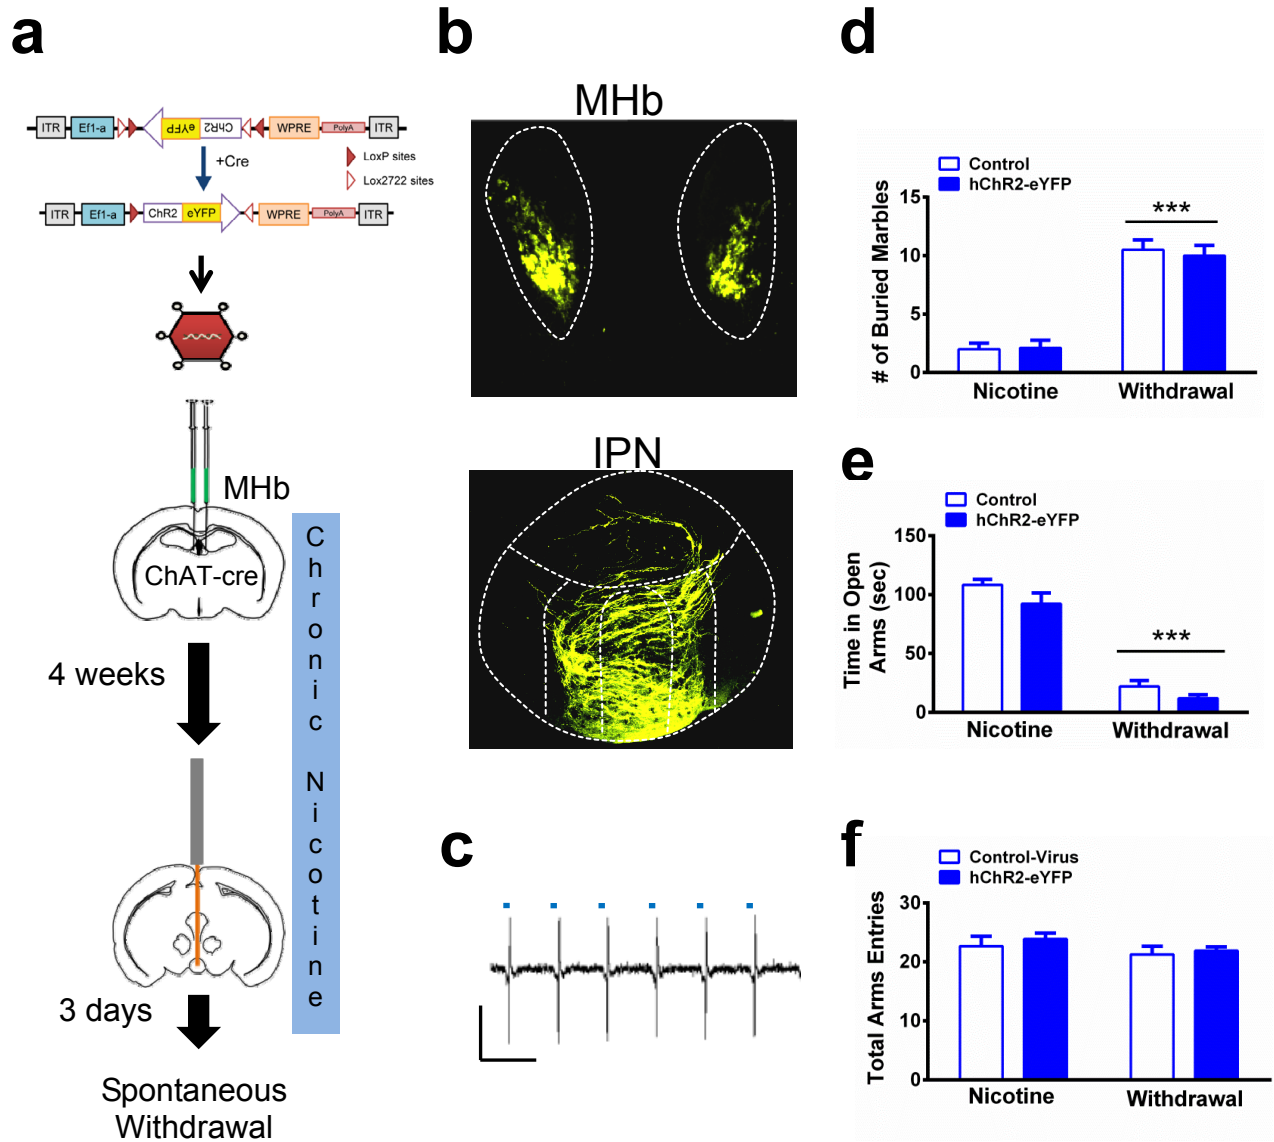 a
ITR Ef1-a eYFP ChR2 WPRE PolyA ITR
+Cre
LoxP sites
Lox2722 sites
ITR Ef1-a ChR2 eYFP WPRE PolyA ITR
MHb
ChAT-cre
4 weeks
3 days
Chronic Nicotine
Spontaneous
Withdrawal
b
MHb
IPN
c
d
Control
hChR2-eYFP
# of Buried Marbles
15
10
5
0
***
Nicotine Withdrawal
e
Control
hChR2-eYFP
Time in Open
Arms (sec)
150
100
50
0
***
Nicotine Withdrawal
f
Control-Virus
hChR2-eYFP
Total Arms Entries
30
20
10
0
Nicotine Withdrawal